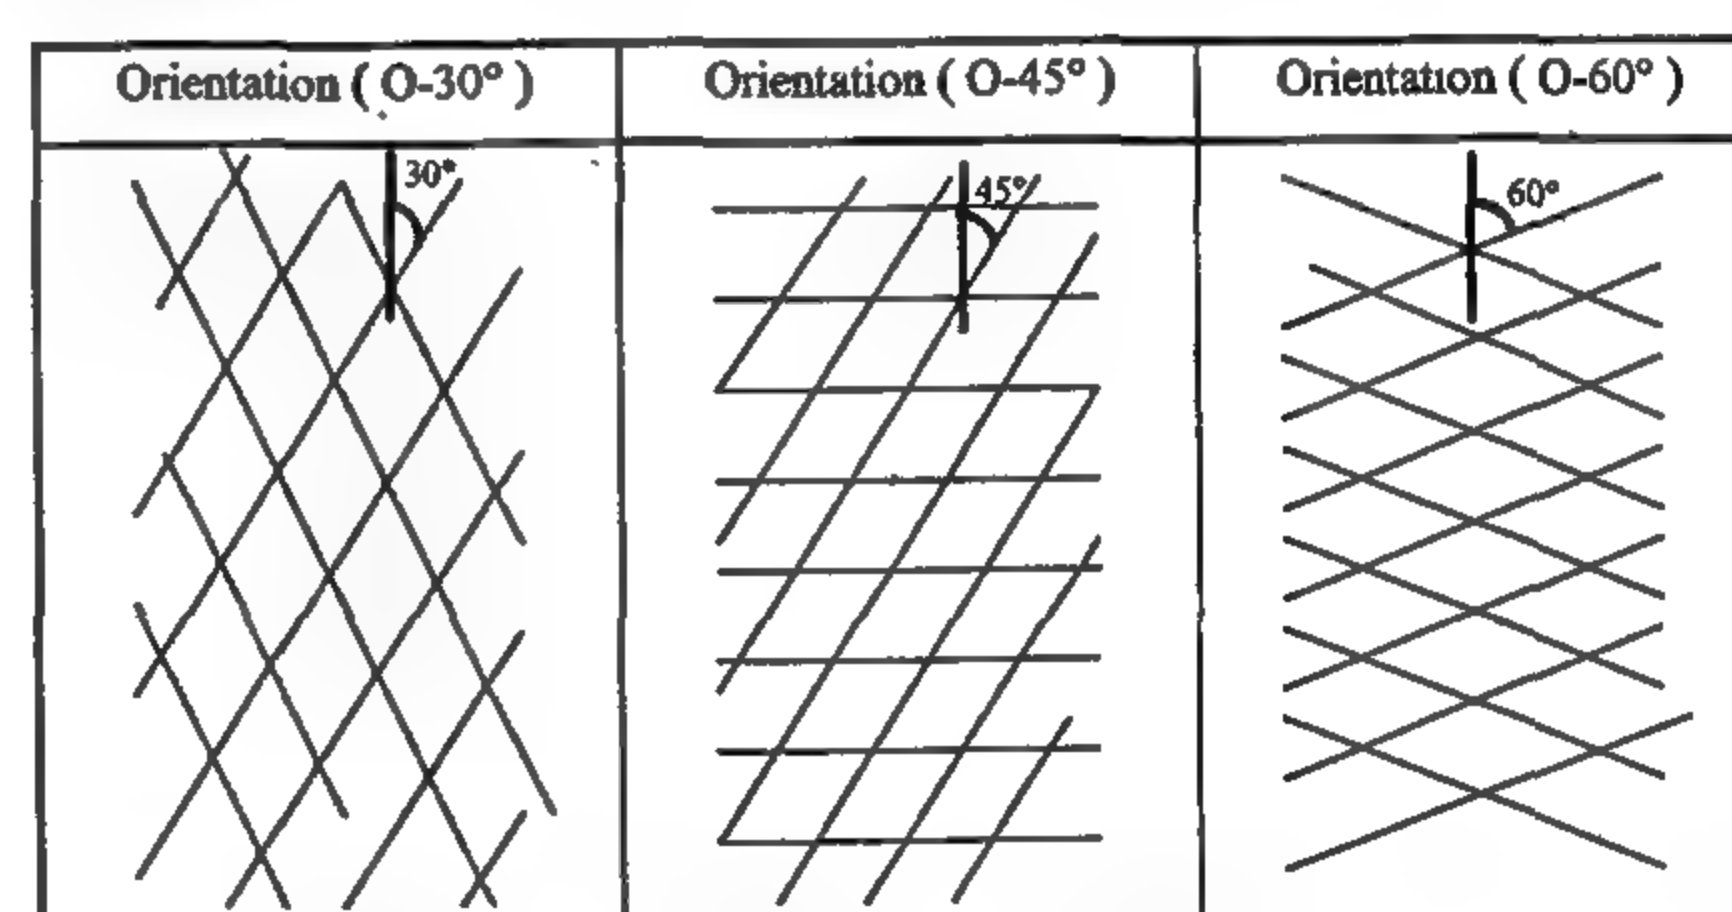 Orientation ( O-30° )
Orientation ( O-45° )
Orientation ( O-60° )
30°
45°
60°